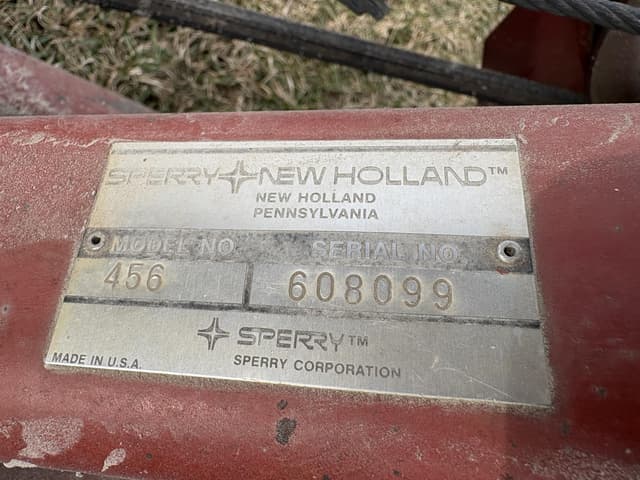 SPERRY NEW HOLLAND™
NEW HOLLAND
PENNSYLVANIA
MODEL NO. SERIAL NO.
456 608099
SPERRY™
MADE IN U.S.A. SPERRY CORPORATION